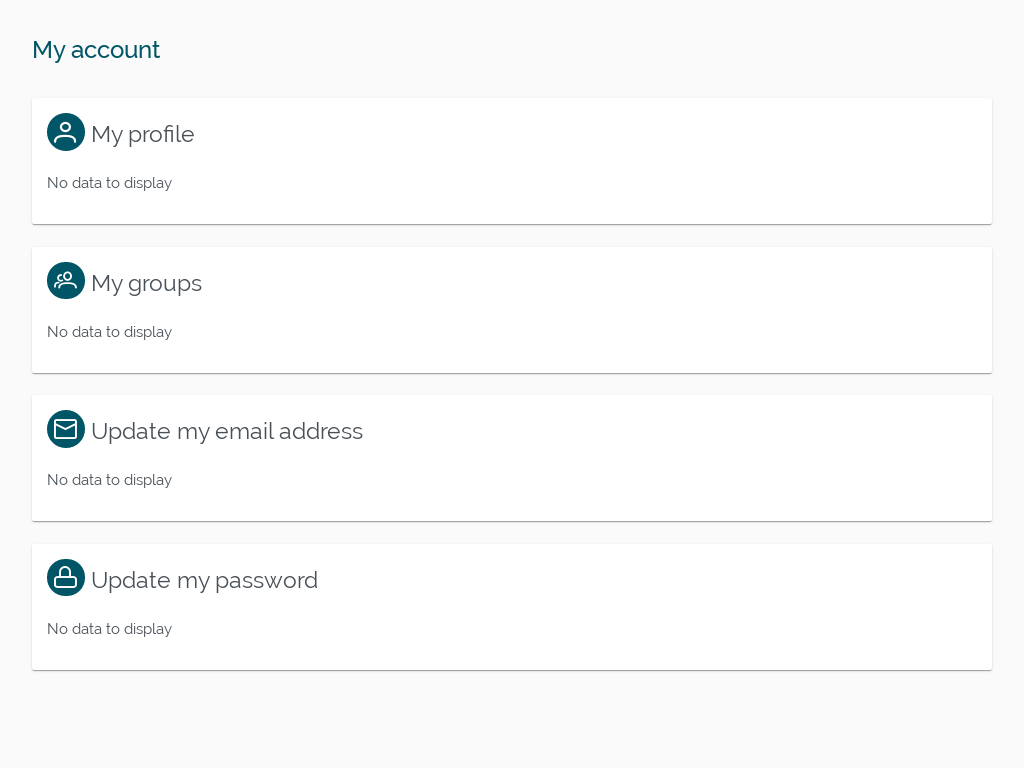 My account
My profile
No data to display
My groups
No data to display
Update my email address
No data to display
Update my password
No data to display